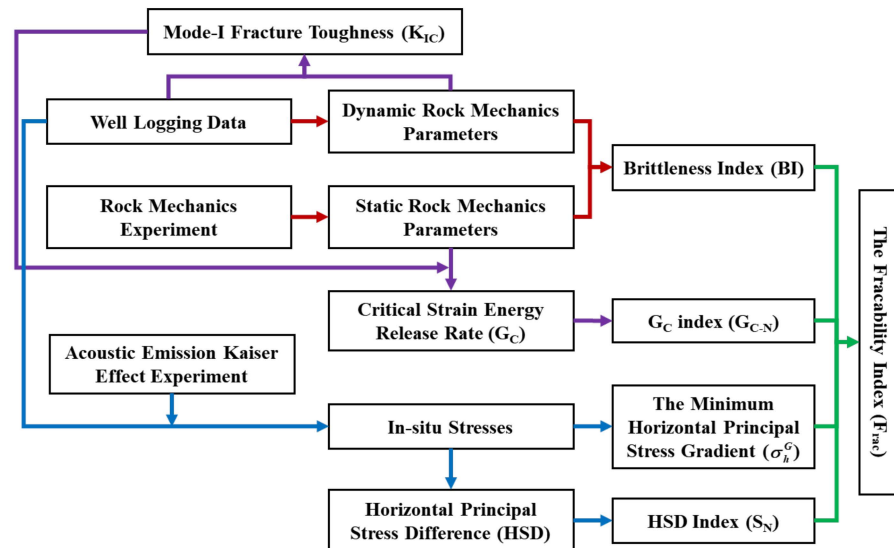 Mode-I Fracture Toughness (K_IC)
Well Logging Data
Dynamic Rock Mechanics
Parameters
Brittleness Index (BI)
Rock Mechanics
Experiment
Static Rock Mechanics
Parameters
Critical Strain Energy
Release Rate (G_C)
G_C index (G_C-N)
Acoustic Emission Kaiser
Effect Experiment
In-situ Stresses
The Minimum
Horizontal Principal
Stress Gradient (σ_h^G)
Horizontal Principal
Stress Difference (HSD)
HSD Index (S_N)
The Fracability Index (F_rac)